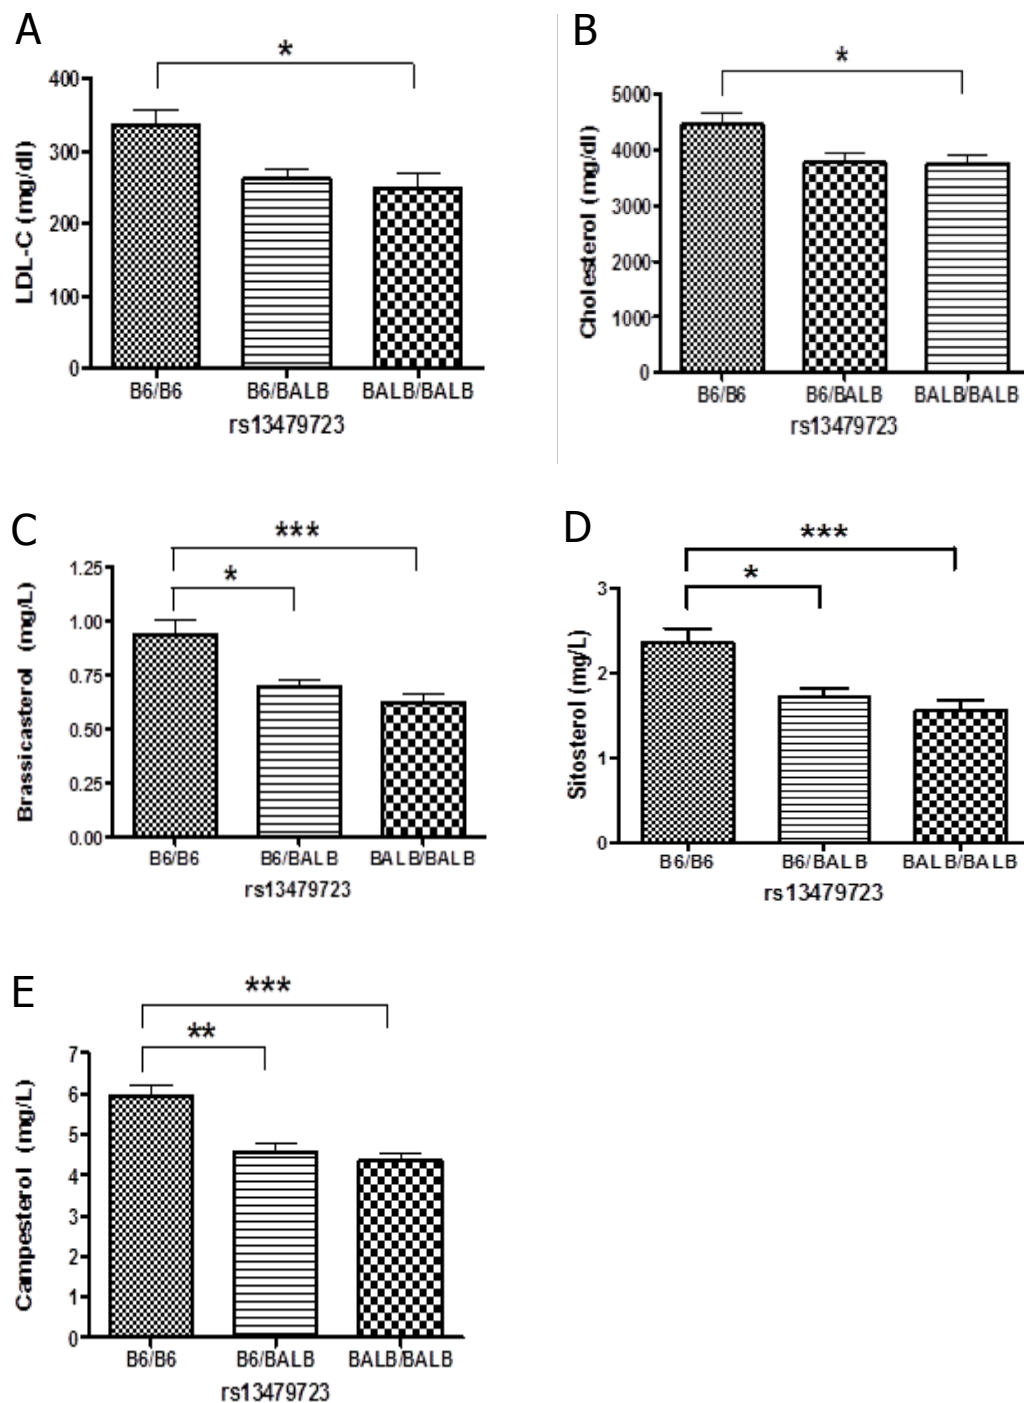 A
*
LDL-C (mg/dl)
400
300
200
100
0
B6/B6 B6/BALB BALB/BALB
rs13479723
B
*
Cholesterol (mg/dl)
5000
4000
3000
2000
1000
0
B6/B6 B6/BALB BALB/BALB
rs13479723
C
***
*
Brassicasterol (mg/L)
1.25
1.00
0.75
0.50
0.25
0.00
B6/B6 B6/BALB BALB/BALB
rs13479723
D
***
*
Sitosterol (mg/L)
3
2
1
0
B6/B6 B6/BALB BALB/BALB
rs13479723
E
***
**
Campesterol (mg/L)
7
6
5
4
3
2
1
0
B6/B6 B6/BALB BALB/BALB
rs13479723